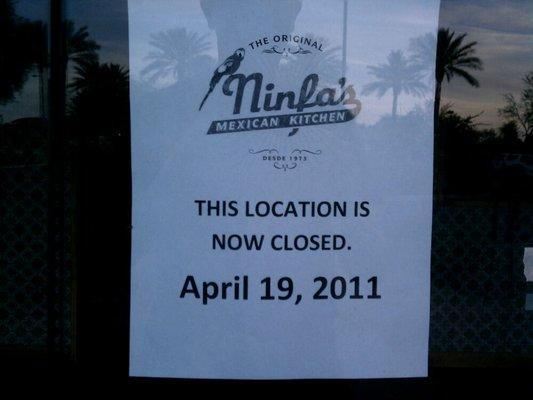 THE ORIGINAL
Ninfa's
MEXICAN KITCHEN
DESDE 1973
THIS LOCATION IS
NOW CLOSED.
April 19, 2011